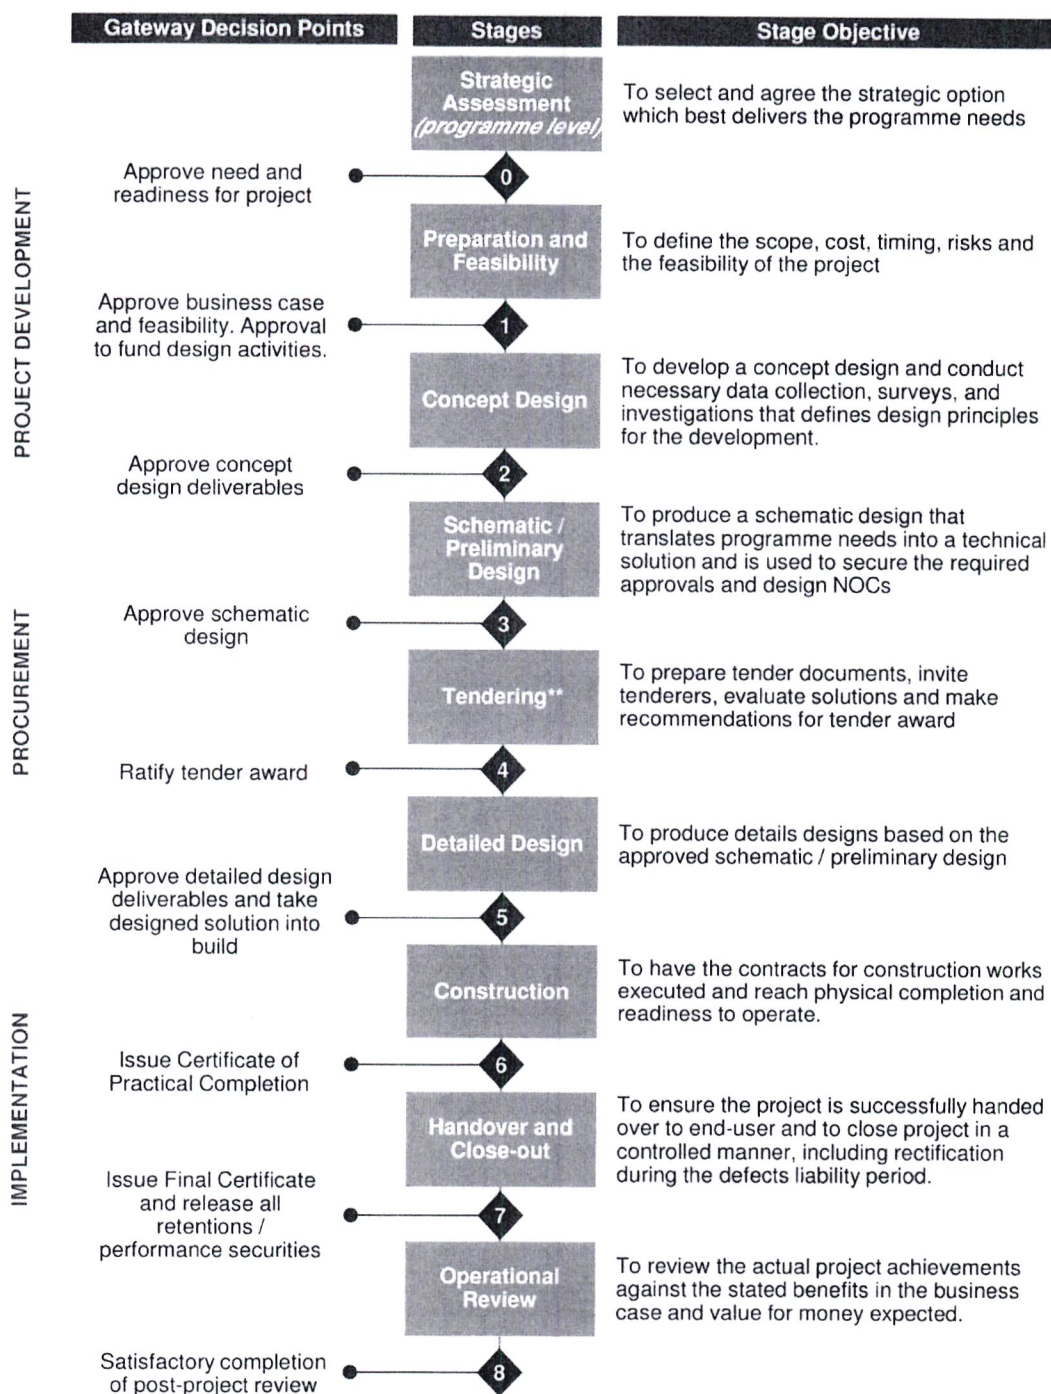 Gateway Decision Points
Stages
Stage Objective
PROJECT DEVELOPMENT
Strategic
Assessment
(programme level)
To select and agree the strategic option
which best delivers the programme needs
Approve need and
readiness for project
0
Preparation and
Feasibility
To define the scope, cost, timing, risks and
the feasibility of the project
Approve business case
and feasibility. Approval
to fund design activities.
1
Concept Design
To develop a concept design and conduct
necessary data collection, surveys, and
investigations that defines design principles
for the development.
Approve concept
design deliverables
2
Schematic /
Preliminary
Design
To produce a schematic design that
translates programme needs into a technical
solution and is used to secure the required
approvals and design NOCs
PROCUREMENT
Approve schematic
design
3
Tendering**
To prepare tender documents, invite
tenderers, evaluate solutions and make
recommendations for tender award
Ratify tender award
4
Detailed Design
To produce details designs based on the
approved schematic / preliminary design
Approve detailed design
deliverables and take
designed solution into
build
5
IMPLEMENTATION
Construction
To have the contracts for construction works
executed and reach physical completion and
readiness to operate.
Issue Certificate of
Practical Completion
6
Handover and
Close-out
To ensure the project is successfully handed
over to end-user and to close project in a
controlled manner, including rectification
during the defects liability period.
Issue Final Certificate
and release all
retentions /
performance securities
7
Operational
Review
To review the actual project achievements
against the stated benefits in the business
case and value for money expected.
Satisfactory completion
of post-project review
8